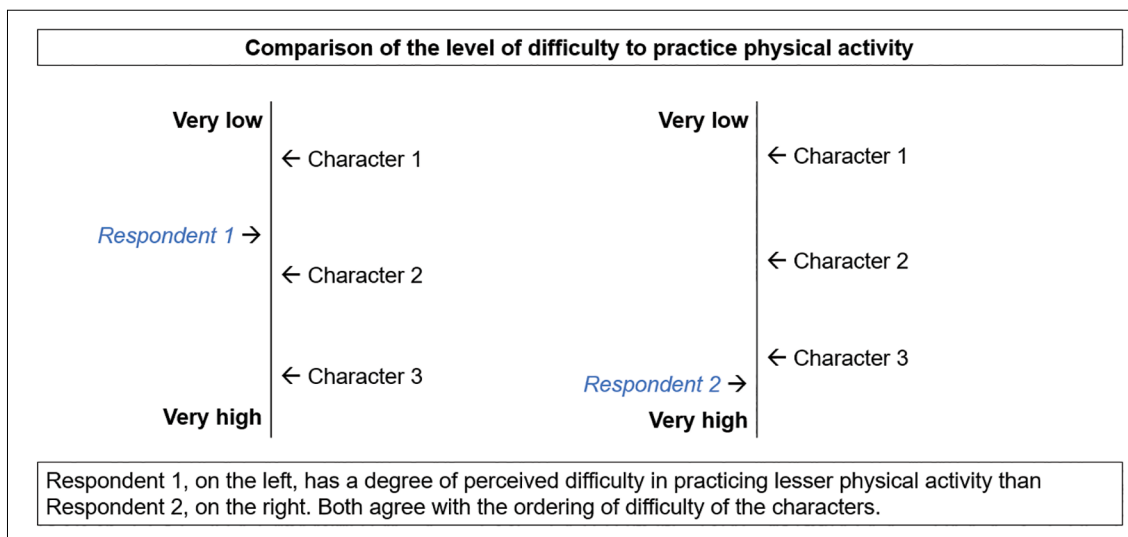 Comparison of the level of difficulty to practice physical activity
Very low
← Character 1
Respondent 1 →
← Character 2
← Character 3
Very high
Very low
← Character 1
← Character 2
← Character 3
Respondent 2 →
Very high
Respondent 1, on the left, has a degree of perceived difficulty in practicing lesser physical activity than
Respondent 2, on the right. Both agree with the ordering of difficulty of the characters.